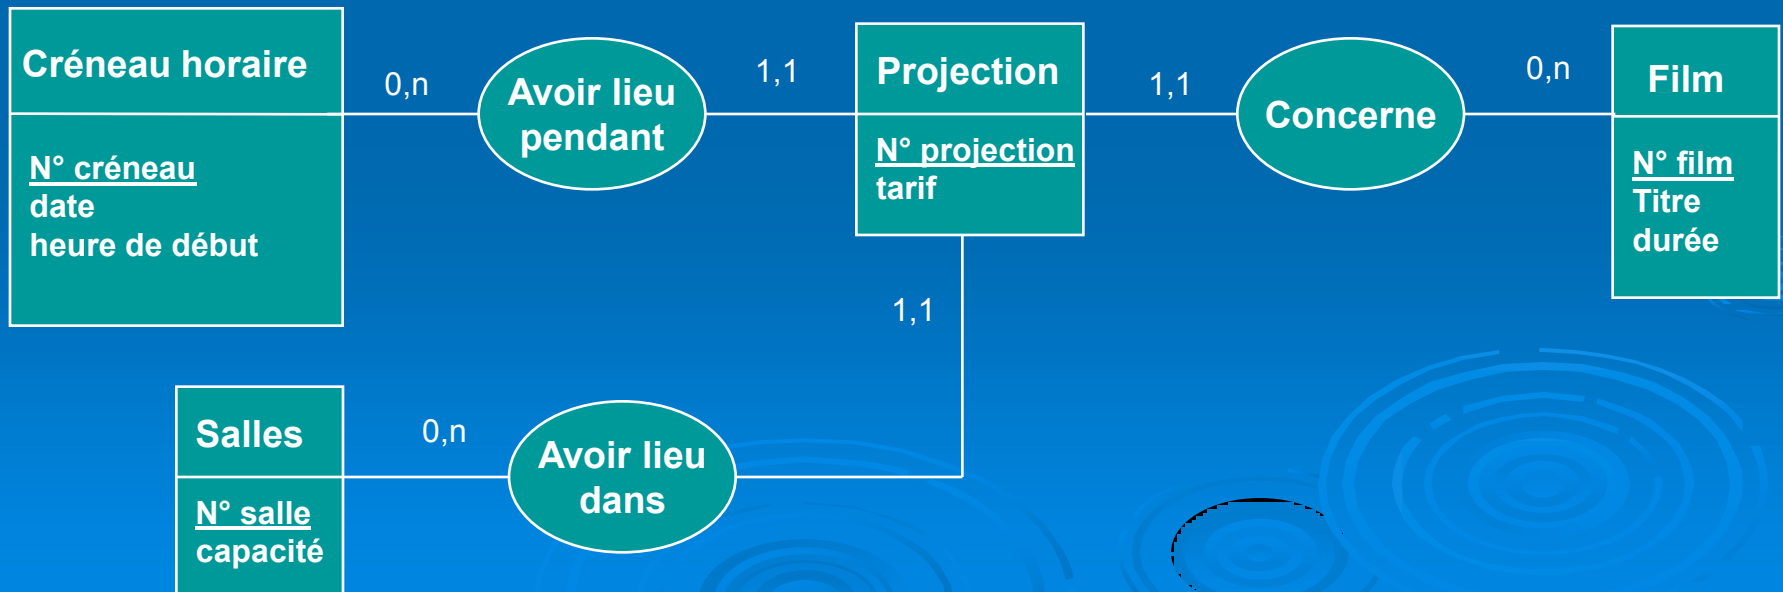 Créneau horaire
N° créneau
date
heure de début
0,n
Avoir lieu
pendant
1,1
Projection
N° projection
tarif
1,1
Concerne
0,n
Film
N° film
Titre
durée
1,1
Salles
N° salle
capacité
0,n
Avoir lieu
dans